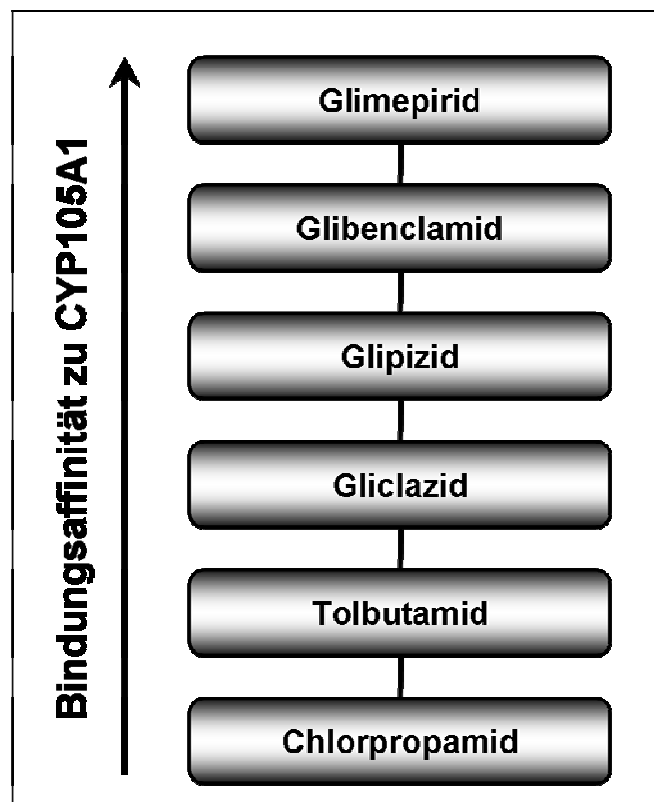 Bindungsaffinität zu CYP105A1
Glimepirid
Glibenclamid
Glipizid
Gliclazid
Tolbutamid
Chlorpropamid